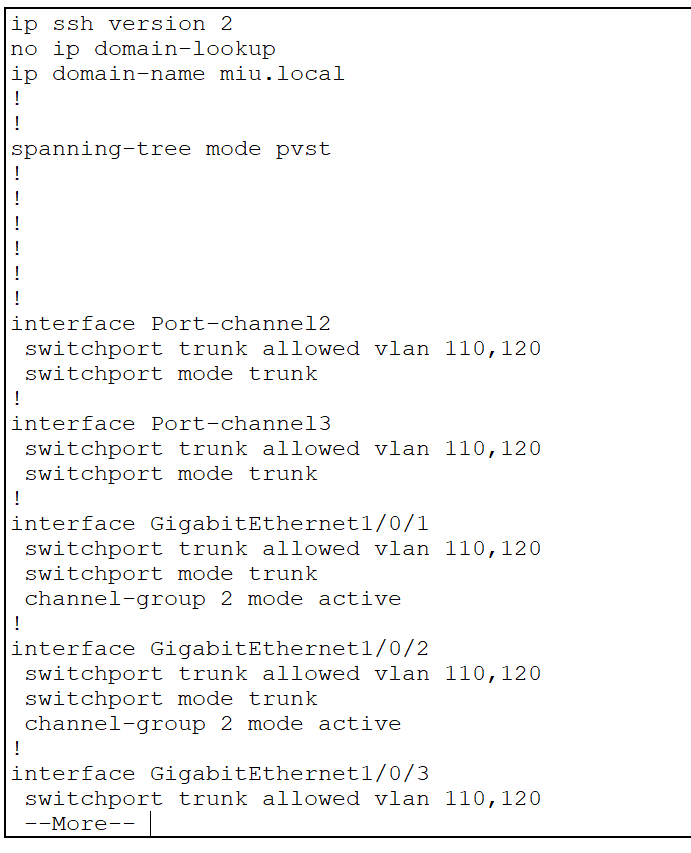 ip ssh version 2
no ip domain-lookup
ip domain-name miu.local
!
!
spanning-tree mode pvst
!
!
!
!
!
!
interface Port-channel2
 switchport trunk allowed vlan 110,120
 switchport mode trunk
!
interface Port-channel3
 switchport trunk allowed vlan 110,120
 switchport mode trunk
!
interface GigabitEthernet1/0/1
 switchport trunk allowed vlan 110,120
 switchport mode trunk
 channel-group 2 mode active
!
interface GigabitEthernet1/0/2
 switchport trunk allowed vlan 110,120
 switchport mode trunk
 channel-group 2 mode active
!
interface GigabitEthernet1/0/3
 switchport trunk allowed vlan 110,120
 --More--